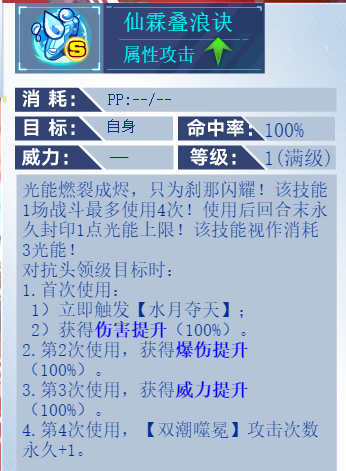 仙霖叠浪诀
属性攻击
S
消 耗：PP:--/--
目 标：自身 命中率：100%
威 力：— 等级：1(满级)
光能燃裂成烬，只为刹那闪耀！该技能
1场战斗最多使用4次！使用后回合末永
久封印1点光能上限！该技能视作消耗
3光能！
对抗头领级目标时：
1.首次使用：
1）立即触发【水月夺天】；
2）获得伤害提升（100%）。
2.第2次使用，获得爆伤提升
（100%）。
3.第3次使用，获得威力提升
（100%）。
4.第4次使用，【双潮噬冕】攻击次数
永久+1。